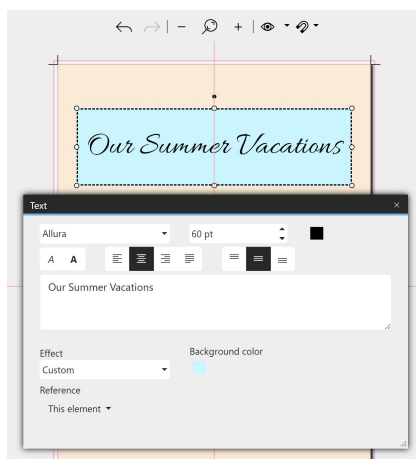 Our Summer Vacations
Text
Allura
60 pt
A A
Our Summer Vacations
Effect
Background color
Custom
Reference
This element